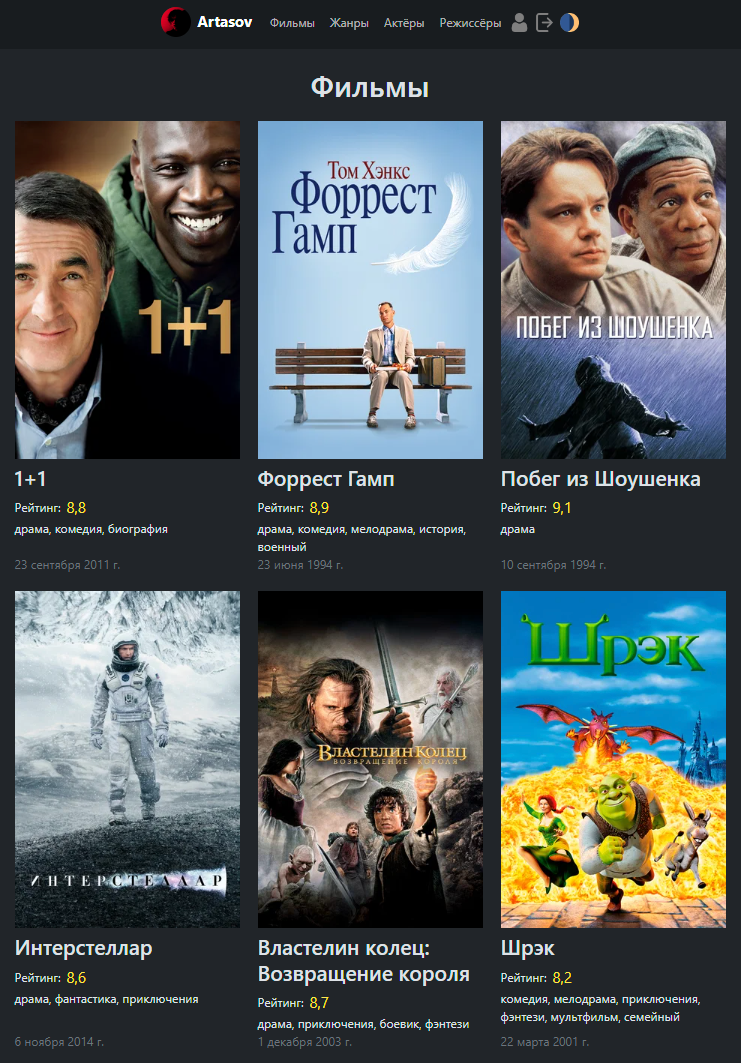 Artasov Фильмы Жанры Актёры Режиссёры
Фильмы
1+1
Том Хэнкс
Форрест
Гамп
ПОБЕГ ИЗ ШОУШЕНКА
1+1
Рейтинг: 8,8
драма, комедия, биография
23 сентября 2011 г.
Форрест Гамп
Рейтинг: 8,9
драма, комедия, мелодрама, история,
военный
23 июня 1994 г.
Побег из Шоушенка
Рейтинг: 9,1
драма
10 сентября 1994 г.
ИНТЕРСТЕЛЛАР
ВЛАСТЕЛИН КОЛЕЦ
ВОЗВРАЩЕНИЕ КОРОЛЯ
Шрэк
Интерстеллар
Рейтинг: 8,6
драма, фантастика, приключения
6 ноября 2014 г.
Властелин колец:
Возвращение короля
Рейтинг: 8,7
драма, приключения, боевик, фэнтези
1 декабря 2003 г.
Шрэк
Рейтинг: 8,2
комедия, мелодрама, приключения,
фэнтези, мультфильм, семейный
22 марта 2001 г.